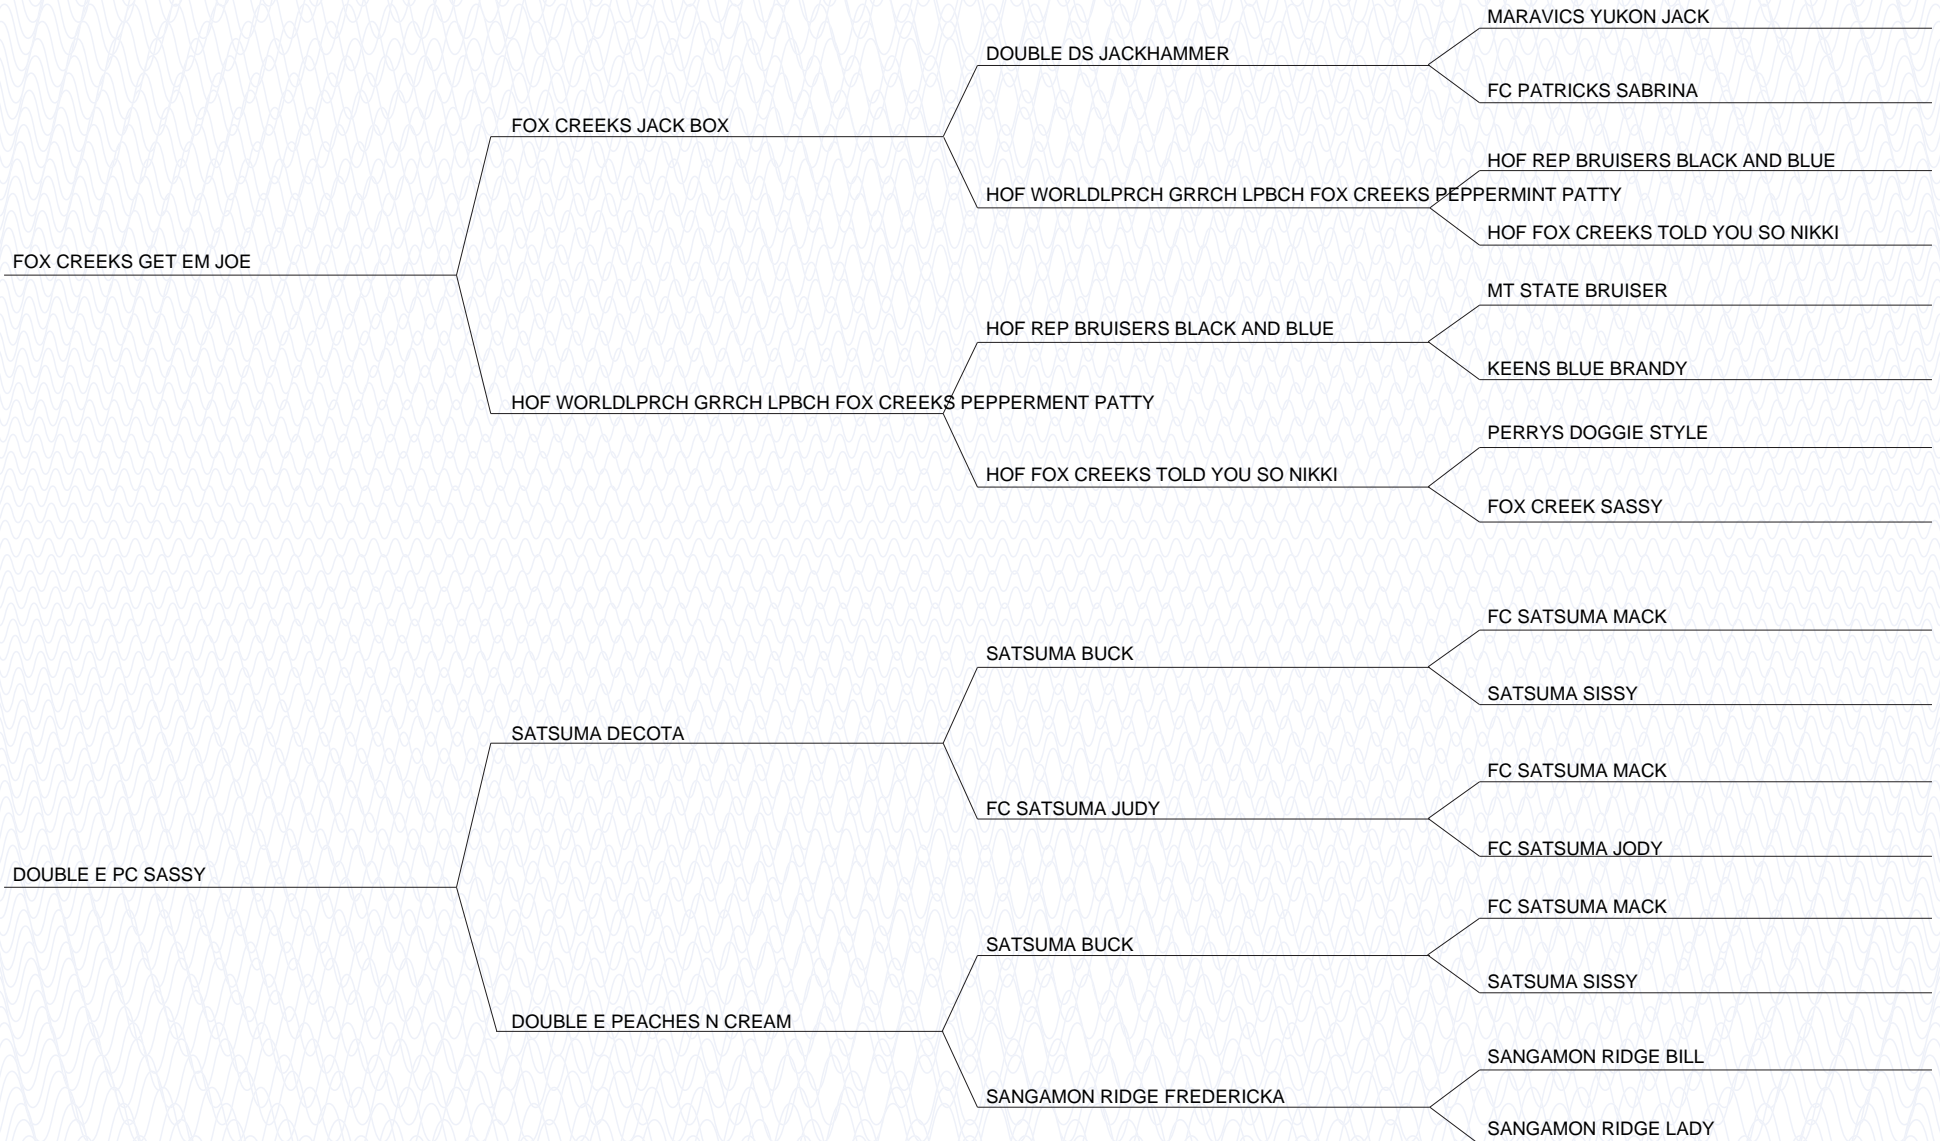 MARAVICS YUKON JACK
DOUBLE DS JACKHAMMER
FC PATRICKS SABRINA
FOX CREEKS JACK BOX
HOF REP BRUISERS BLACK AND BLUE
HOF WORLDLPRCH GRRCH LPBCH FOX CREEKS PEPPERMINT PATTY
HOF FOX CREEKS TOLD YOU SO NIKKI
FOX CREEKS GET EM JOE
MT STATE BRUISER
HOF REP BRUISERS BLACK AND BLUE
KEENS BLUE BRANDY
HOF WORLDLPRCH GRRCH LPBCH FOX CREEKS PEPPERMENT PATTY
PERRYS DOGGIE STYLE
HOF FOX CREEKS TOLD YOU SO NIKKI
FOX CREEK SASSY
FC SATSUMA MACK
SATSUMA BUCK
SATSUMA SISSY
SATSUMA DECOTA
FC SATSUMA MACK
FC SATSUMA JUDY
FC SATSUMA JODY
DOUBLE E PC SASSY
FC SATSUMA MACK
SATSUMA BUCK
SATSUMA SISSY
DOUBLE E PEACHES N CREAM
SANGAMON RIDGE BILL
SANGAMON RIDGE FREDERICKA
SANGAMON RIDGE LADY